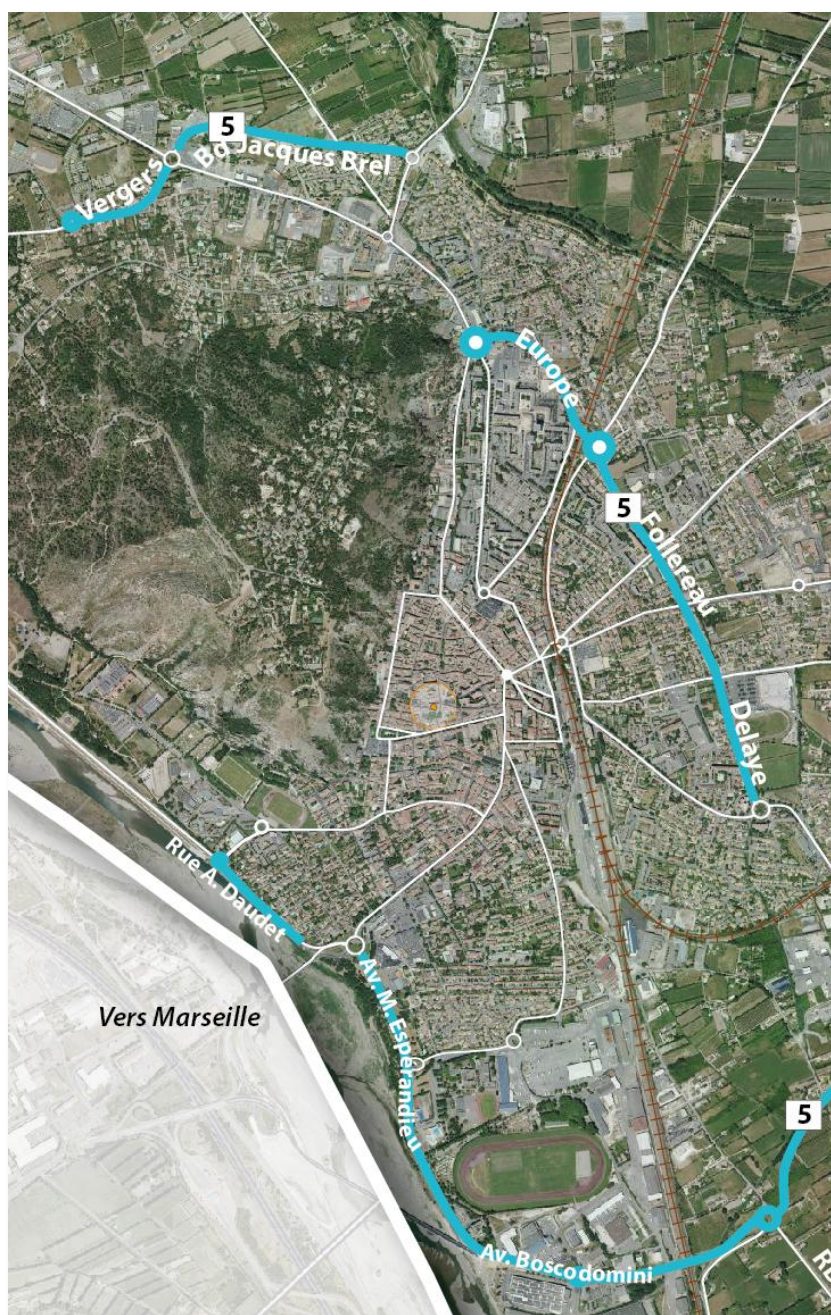 5
Vergers
Bd Jacques Brel
Europe
5
Follereau
Delaye
Rue A. Daudet
Vers Marseille
Av. M. Esperandieu
5
Av. Boscodomini